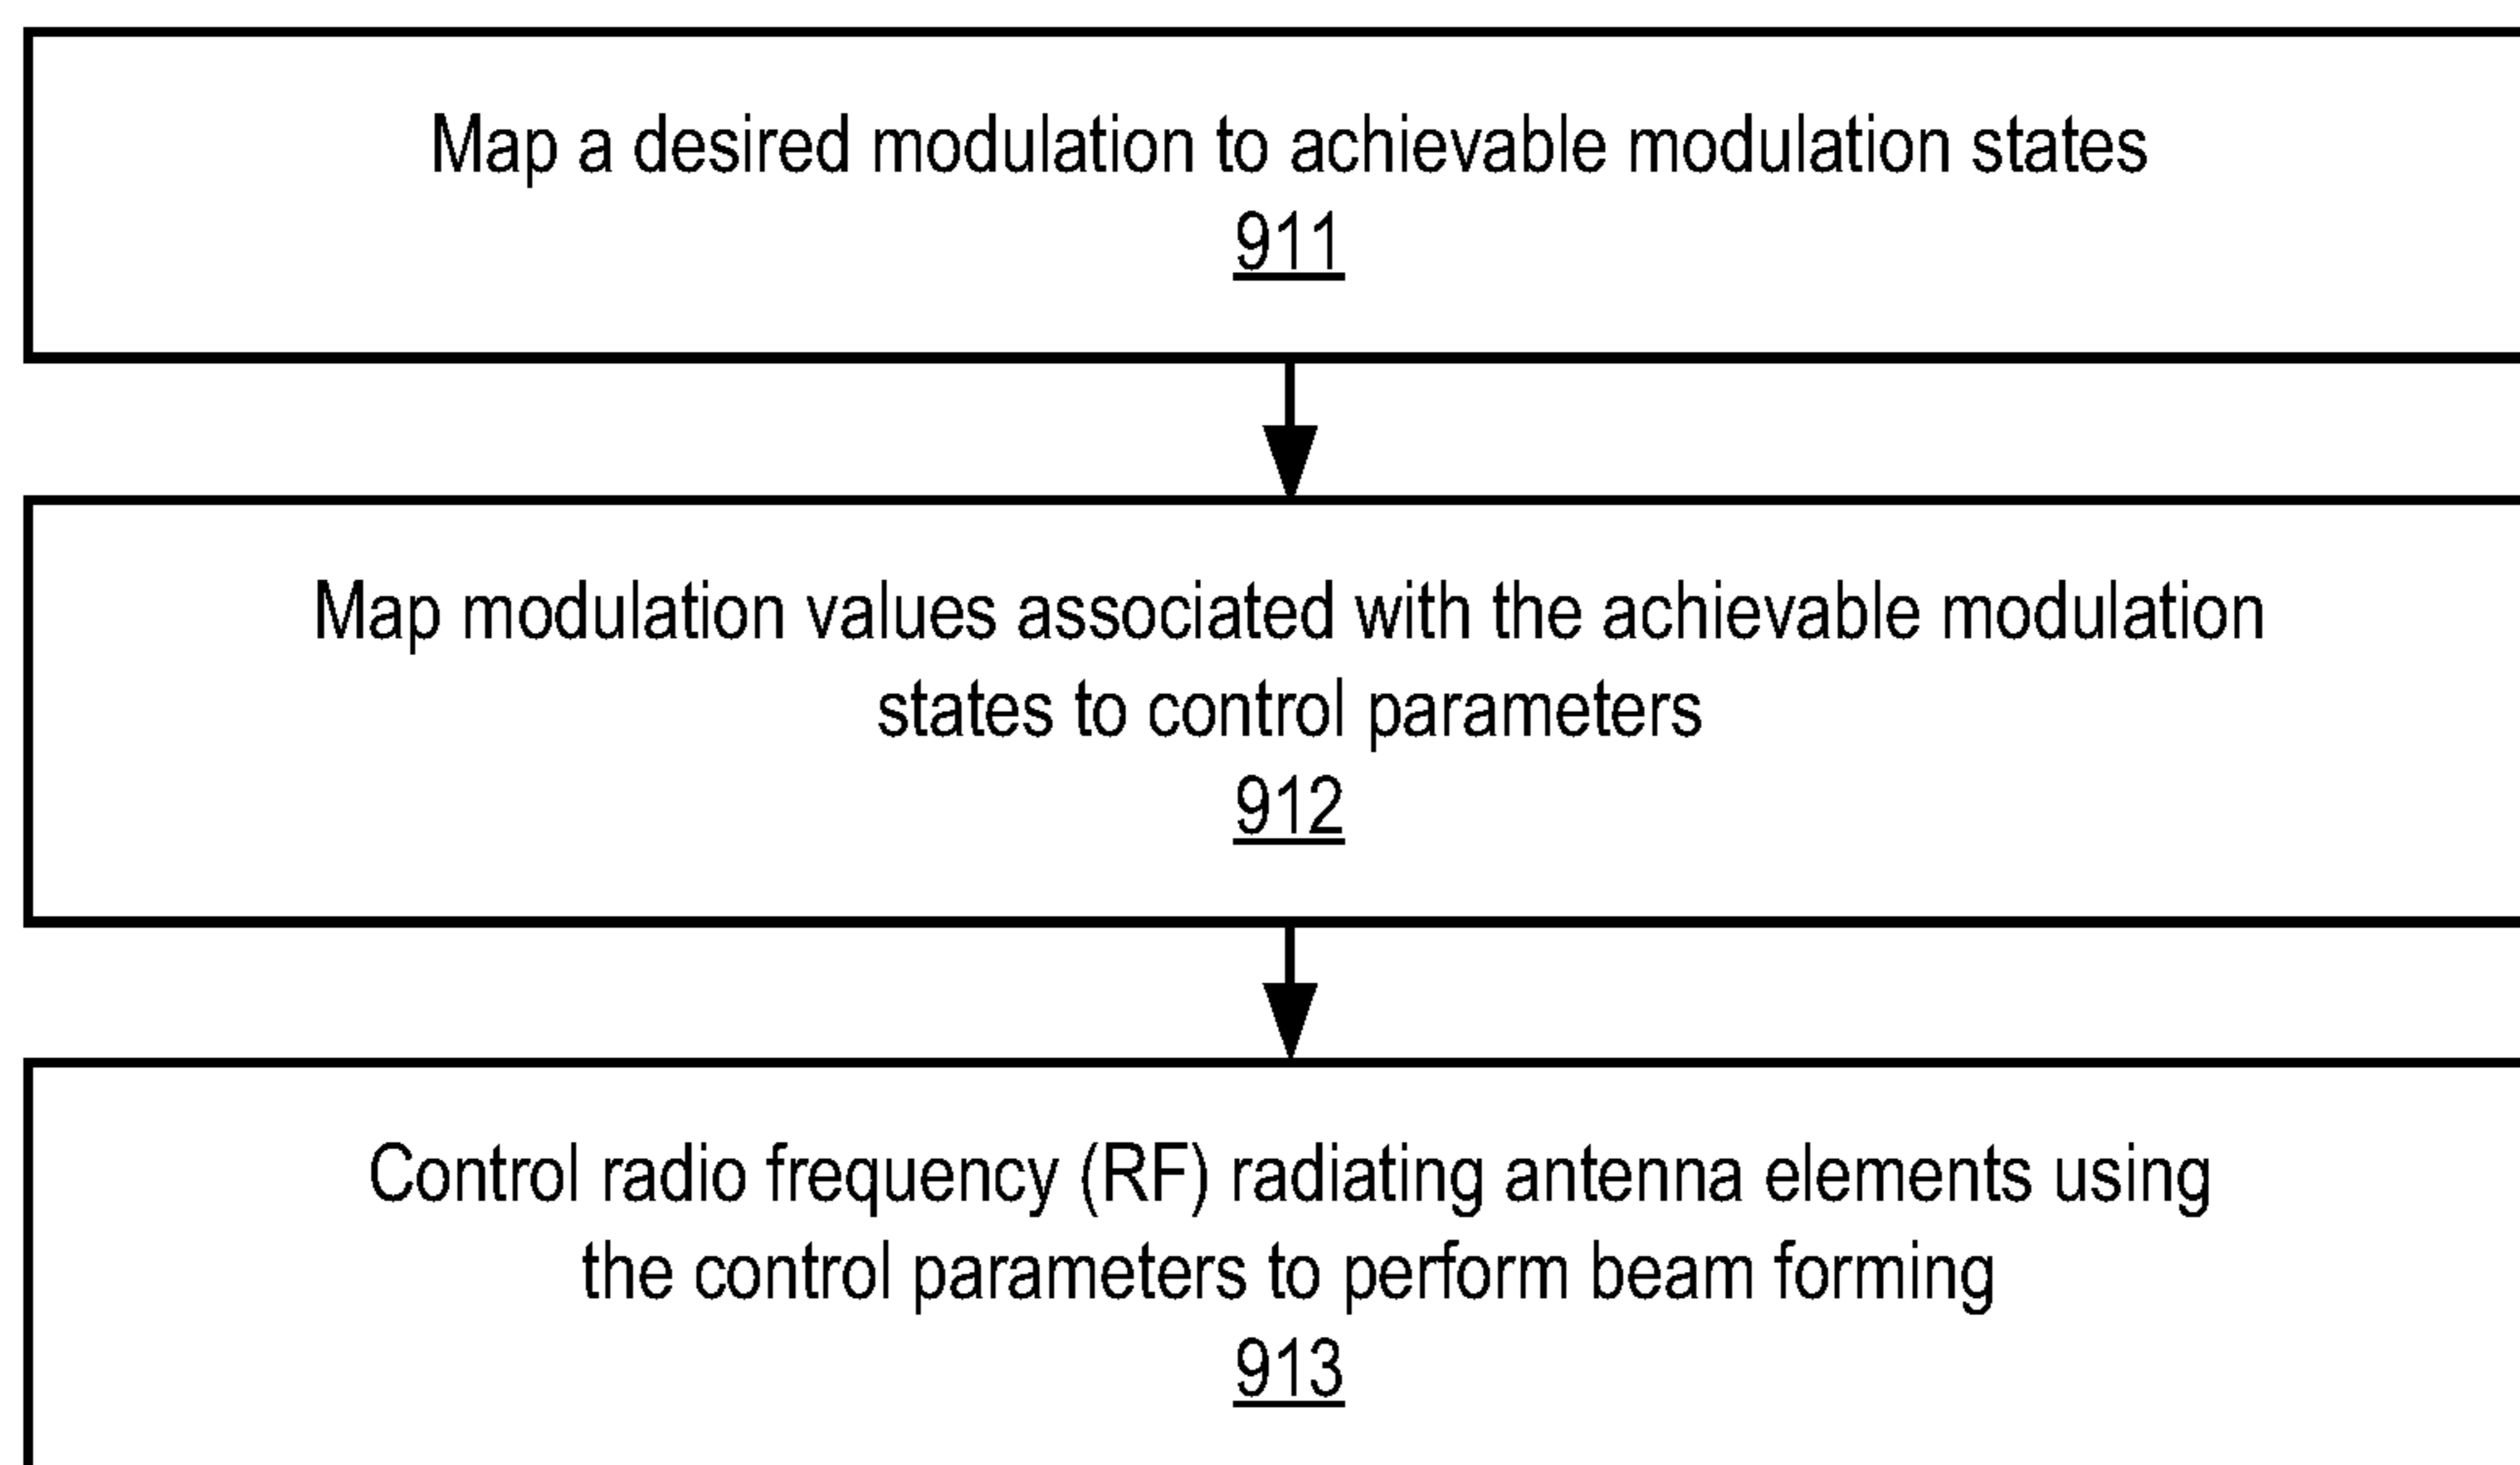 Map a desired modulation to achievable modulation states
911
Map modulation values associated with the achievable modulation
states to control parameters
912
Control radio frequency (RF) radiating antenna elements using
the control parameters to perform beam forming
913